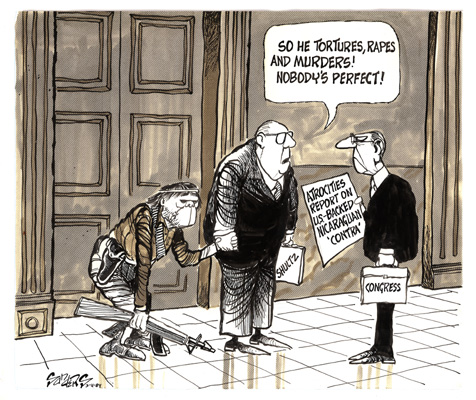 SO HE TORTURES, RAPES
AND MURDERS!
NOBODY'S PERFECT!
ATROCITIES
REPORT ON
US-BACKED
NICARAGUAN
'CONTRA'
SHULTZ
CONGRESS